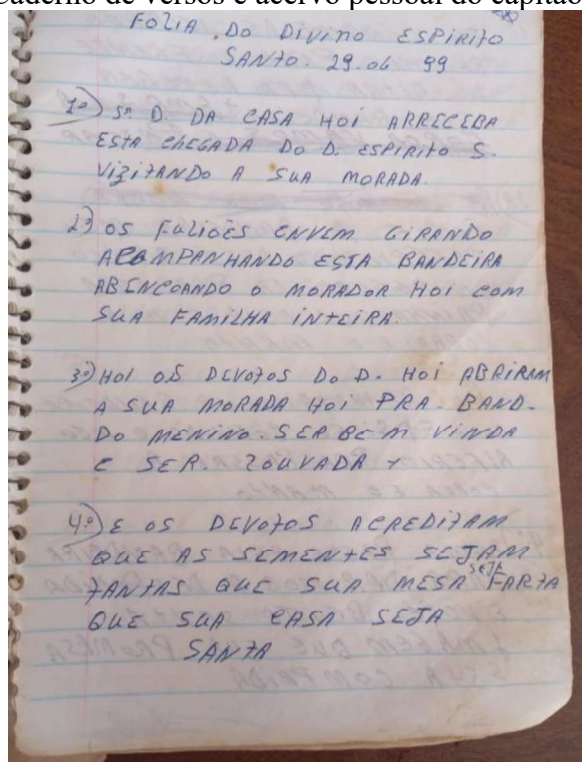 Caderno de versos e acervo pessoal do capitão
FOLIA DO DIVINO ESPIRITO
SANTO. 29.06 99
1º) Sr. D. DA CASA HOI ARRECEBA
ESTA CHEGADA DO D. ESPIRITO S.
VIZITANDO A SUA MORADA.
2º) OS FULIÕES ENVEM GIRANDO
ACOMPANHANDO ESTA BANDEIRA
ABENCOANDO O MORADOR HOI COM
SUA FAMILHA INTEIRA.
3º) HOI OS DEVOTOS DO D. HOI ABRIRAM
A SUA MORADA HOI PRA. BAND.
DO MENINO. SER BEM VINDA
E SER. LOUVADA +
4º) E OS DEVOTOS ACREDITAM
QUE AS SEMENTES SEJAM
TANTAS QUE SUA MESA SEJA FARTA
QUE SUA CASA SEJA
SANTA